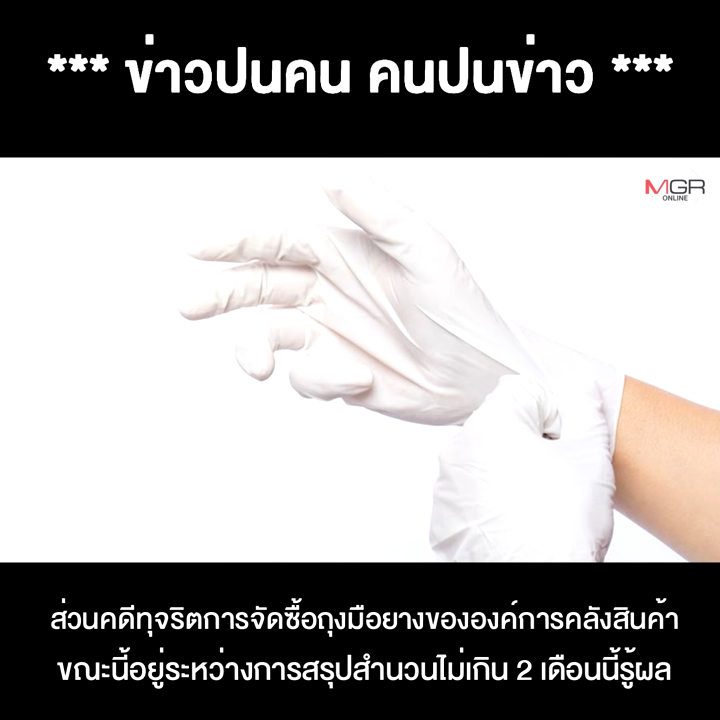 *** ข่าวปนคน คนปนข่าว ***
MGR
ONLINE
ส่วนคดีทุจริตการจัดซื้อถุงมือยางขององค์การคลังสินค้า
ขณะนี้อยู่ระหว่างการสรุปสำนวนไม่เกิน 2 เดือนนี้รู้ผล